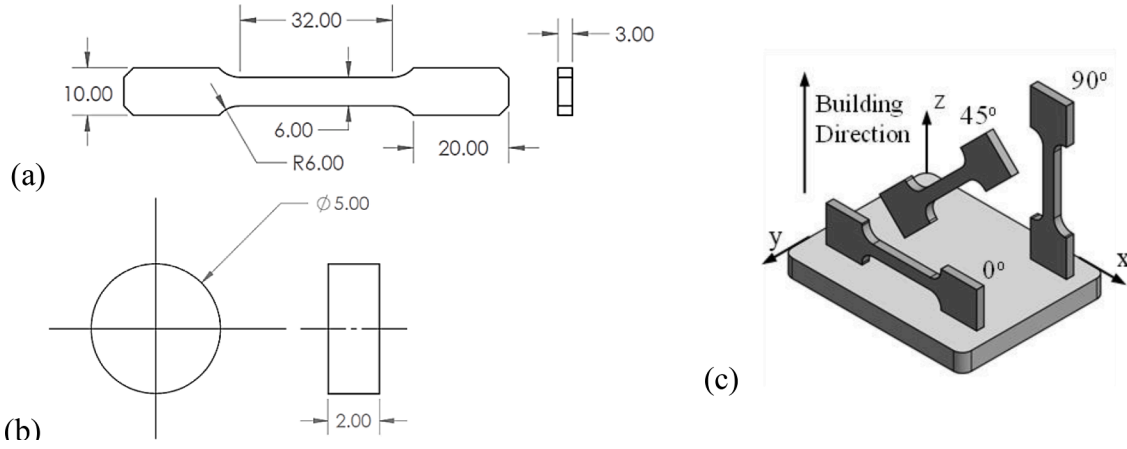 32.00
3.00
10.00
6.00
R6.00
20.00
(a)
∅5.00
2.00
(b)
Building
Direction
z
45°
90°
0°
y
x
(c)